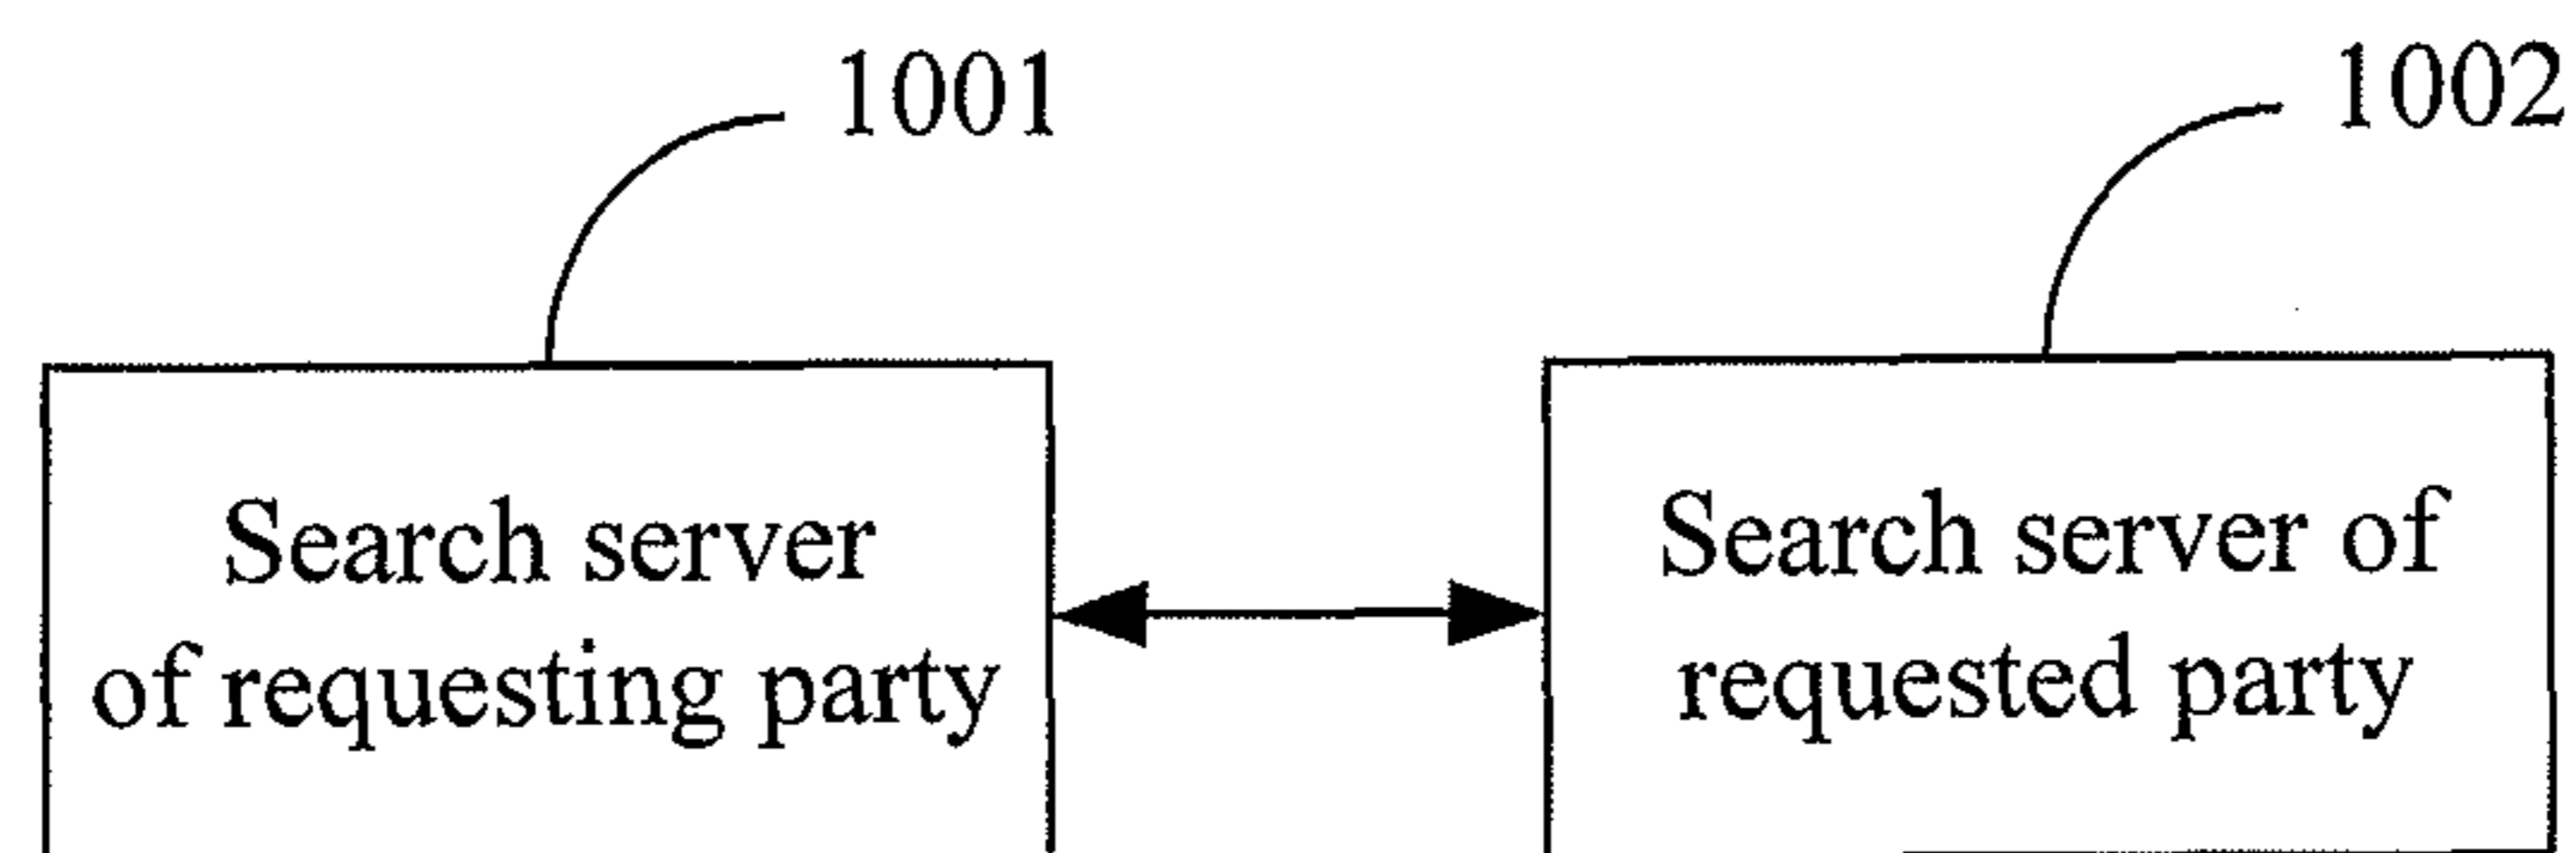 1001
1002
Search server
of requesting party
Search server of
requested party